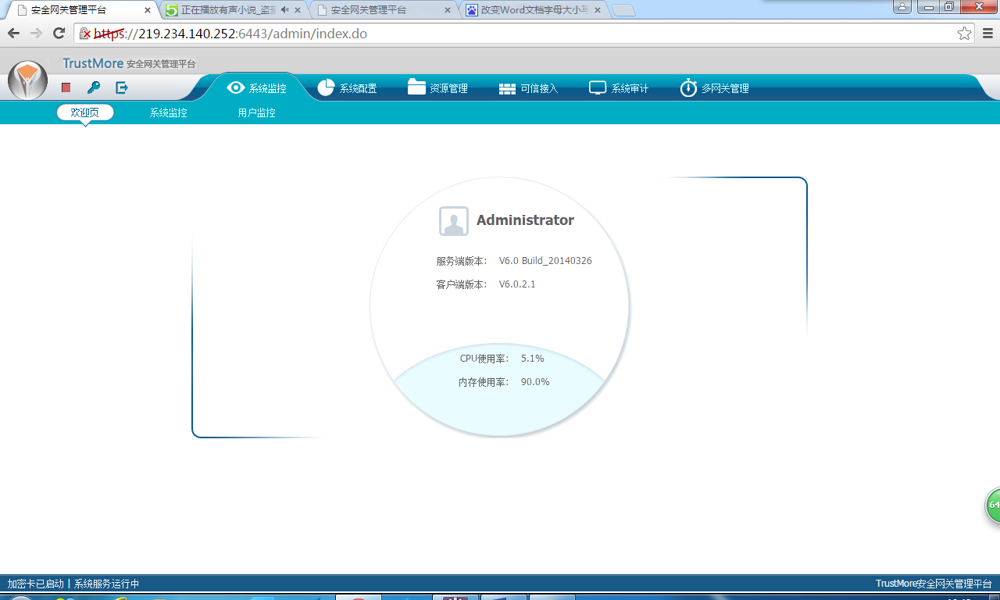 安全网关管理平台
正在播放有声小说_盗
安全网关管理平台
改变Word文档字母大小写
https://219.234.140.252:6443/admin/index.do
TrustMore 安全网关管理平台
系统监控 系统配置 资源管理 可信接入 系统审计 多网关管理
欢迎页 系统监控 用户监控
Administrator
服务端版本: V6.0 Build_20140326
客户端版本: V6.0.2.1
CPU使用率: 5.1%
内存使用率: 90.0%
64
加密卡已启动 | 系统服务运行中
TrustMore安全网关管理平台